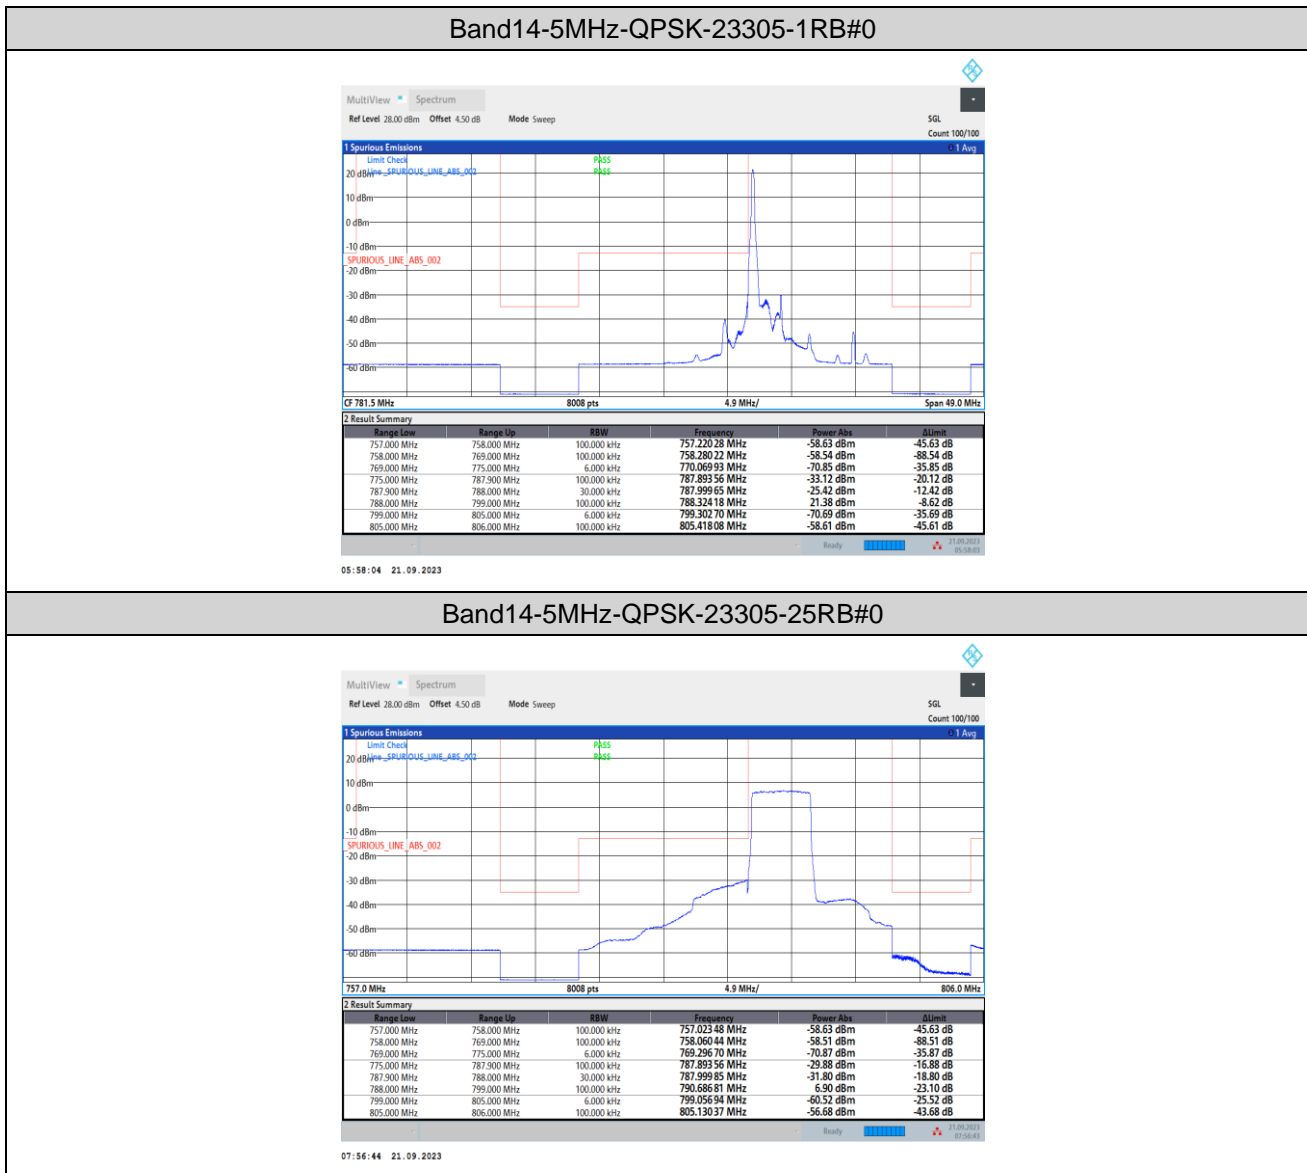 Band14-5MHz-QPSK-23305-1RB#0
MultiView Spectrum
Ref Level 28.00 dBm Offset 4.50 dB Mode Sweep SGL
Count 100/100
1 Spurious Emissions 1 Avg
Limit Check PASS
20 dBm Line _SPURIOUS_LINE_ABS_002 PASS
10 dBm
0 dBm
-10 dBm
SPURIOUS_LINE_ABS_002
-20 dBm
-30 dBm
-40 dBm
-50 dBm
-60 dBm
CF 781.5 MHz 8008 pts 4.9 MHz/ Span 49.0 MHz
2 Result Summary
Range Low Range Up RBW Frequency Power Abs ΔLimit
757.000 MHz 758.000 MHz 100.000 kHz 757.220 28 MHz -58.63 dBm -45.63 dB
758.000 MHz 769.000 MHz 100.000 kHz 758.280 22 MHz -58.54 dBm -88.54 dB
769.000 MHz 775.000 MHz 6.000 kHz 770.069 93 MHz -70.85 dBm -35.85 dB
775.000 MHz 787.900 MHz 100.000 kHz 787.893 56 MHz -33.12 dBm -20.12 dB
787.900 MHz 788.000 MHz 30.000 kHz 787.999 65 MHz -25.42 dBm -12.42 dB
788.000 MHz 799.000 MHz 100.000 kHz 788.324 18 MHz 21.38 dBm -8.62 dB
799.000 MHz 805.000 MHz 6.000 kHz 799.302 70 MHz -70.69 dBm -35.69 dB
805.000 MHz 806.000 MHz 100.000 kHz 805.418 08 MHz -58.61 dBm -45.61 dB
Ready 21.09.2023
05:58:03
05:58:04 21.09.2023
Band14-5MHz-QPSK-23305-25RB#0
MultiView Spectrum
Ref Level 28.00 dBm Offset 4.50 dB Mode Sweep SGL
Count 100/100
1 Spurious Emissions 1 Avg
Limit Check PASS
20 dBm Line _SPURIOUS_LINE_ABS_002 PASS
10 dBm
0 dBm
-10 dBm
SPURIOUS_LINE_ABS_002
-20 dBm
-30 dBm
-40 dBm
-50 dBm
-60 dBm
757.0 MHz 8008 pts 4.9 MHz/ 806.0 MHz
2 Result Summary
Range Low Range Up RBW Frequency Power Abs ΔLimit
757.000 MHz 758.000 MHz 100.000 kHz 757.023 48 MHz -58.63 dBm -45.63 dB
758.000 MHz 769.000 MHz 100.000 kHz 758.060 44 MHz -58.51 dBm -88.51 dB
769.000 MHz 775.000 MHz 6.000 kHz 769.296 70 MHz -70.87 dBm -35.87 dB
775.000 MHz 787.900 MHz 100.000 kHz 787.893 56 MHz -29.88 dBm -16.88 dB
787.900 MHz 788.000 MHz 30.000 kHz 787.999 85 MHz -31.80 dBm -18.80 dB
788.000 MHz 799.000 MHz 100.000 kHz 790.686 81 MHz 6.90 dBm -23.10 dB
799.000 MHz 805.000 MHz 6.000 kHz 799.056 94 MHz -60.52 dBm -25.52 dB
805.000 MHz 806.000 MHz 100.000 kHz 805.130 37 MHz -56.68 dBm -43.68 dB
Ready 21.09.2023
07:56:43
07:56:44 21.09.2023